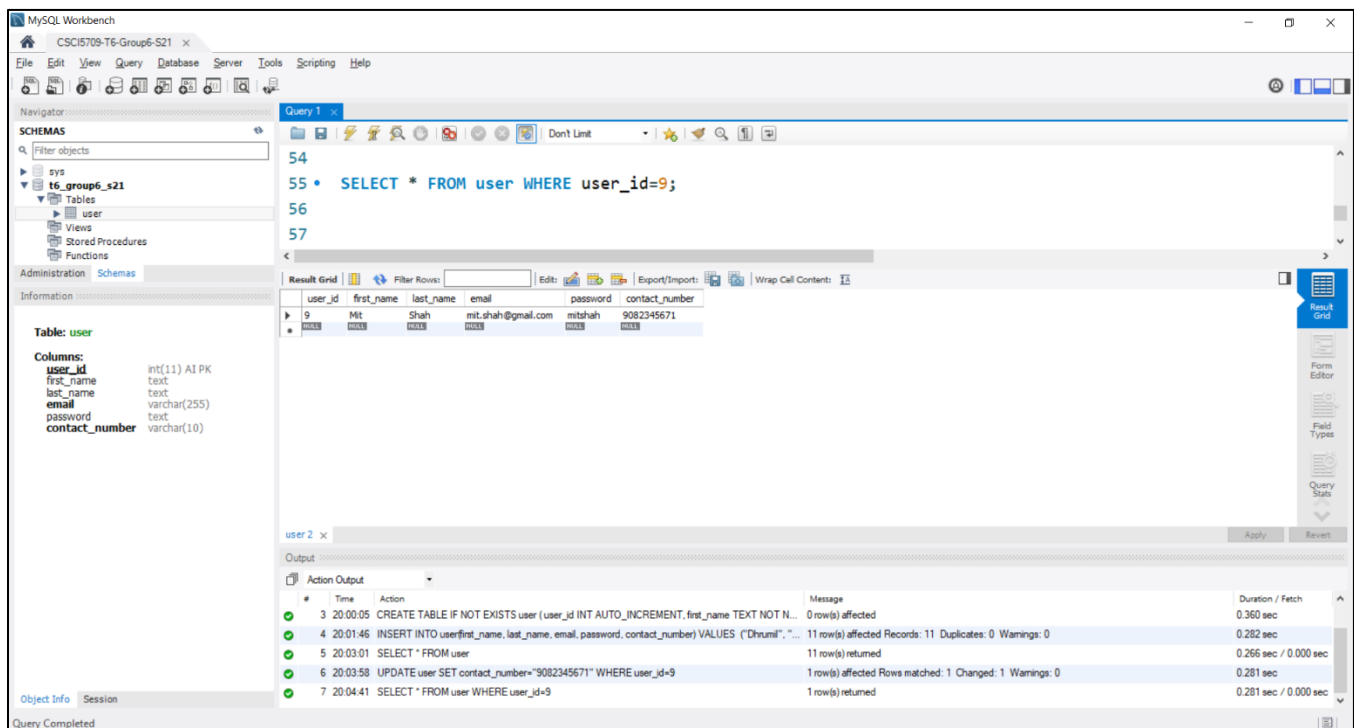 MySQL Workbench
CSCI5709-T6-Group6-S21
File Edit View Query Database Server Tools Scripting Help
Navigator
SCHEMAS
Filter objects
sys
t6_group6_s21
Tables
user
Views
Stored Procedures
Functions
Administration Schemas
Information
Table: user
Columns:
user_id int(11) AI PK
first_name text
last_name text
email varchar(255)
password text
contact_number varchar(10)
Object Info Session
Query Completed
Query 1
Don't Limit
54
55 SELECT * FROM user WHERE user_id=9;
56
57
Result Grid Filter Rows: Edit: Export/Import: Wrap Cell Content:
user_id first_name last_name email password contact_number
9 Mit Shah mit.shah@gmail.com mitshah 9082345671
NULL NULL NULL NULL NULL NULL
Result Grid
Form Editor
Field Types
Query Stats
user 2
Apply Revert
Output
Action Output
# Time Action Message Duration / Fetch
3 20:00:05 CREATE TABLE IF NOT EXISTS user ( user_id INT AUTO_INCREMENT, first_name TEXT NOT N... 0 row(s) affected 0.360 sec
4 20:01:46 INSERT INTO user(first_name, last_name, email, password, contact_number) VALUES ("Dhrumil", "... 11 row(s) affected Records: 11 Duplicates: 0 Warnings: 0 0.282 sec
5 20:03:01 SELECT * FROM user 11 row(s) returned 0.266 sec / 0.000 sec
6 20:03:58 UPDATE user SET contact_number="9082345671" WHERE user_id=9 1 row(s) affected Rows matched: 1 Changed: 1 Warnings: 0 0.281 sec
7 20:04:41 SELECT * FROM user WHERE user_id=9 1 row(s) returned 0.281 sec / 0.000 sec